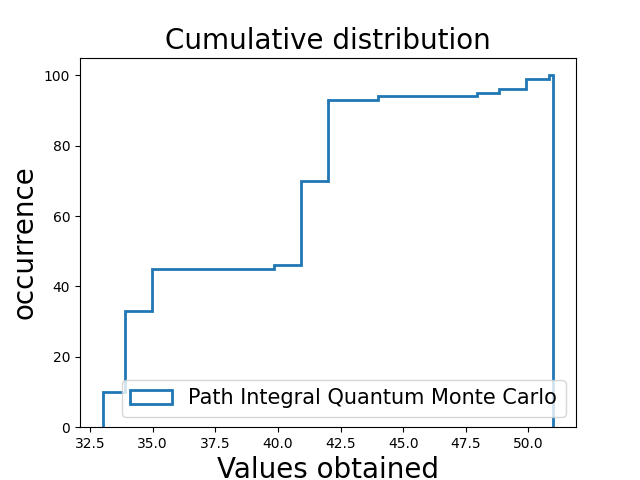 Cumulative distribution
occurrence
100
80
60
40
20
0
Path Integral Quantum Monte Carlo
32.5 35.0 37.5 40.0 42.5 45.0 47.5 50.0
Values obtained